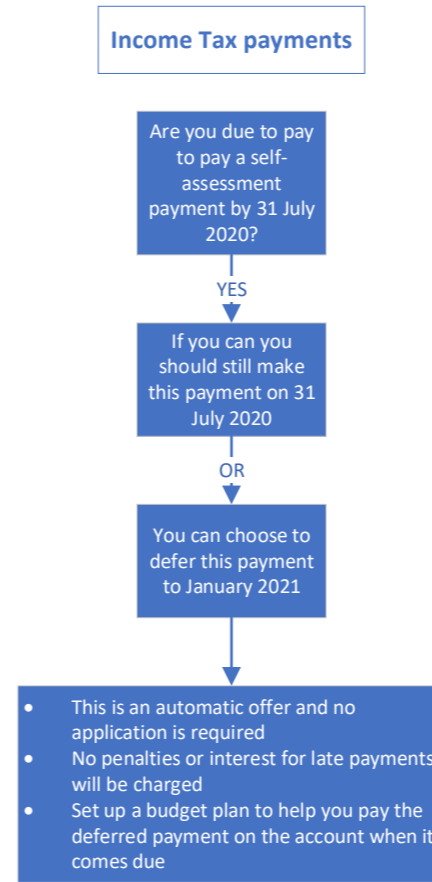 Income Tax payments
Are you due to pay
to pay a self-
assessment
payment by 31 July
2020?
YES
If you can you
should still make
this payment on 31
July 2020
OR
You can choose to
defer this payment
to January 2021
• This is an automatic offer and no
application is required
• No penalties or interest for late payments
will be charged
• Set up a budget plan to help you pay the
deferred payment on the account when it
comes due